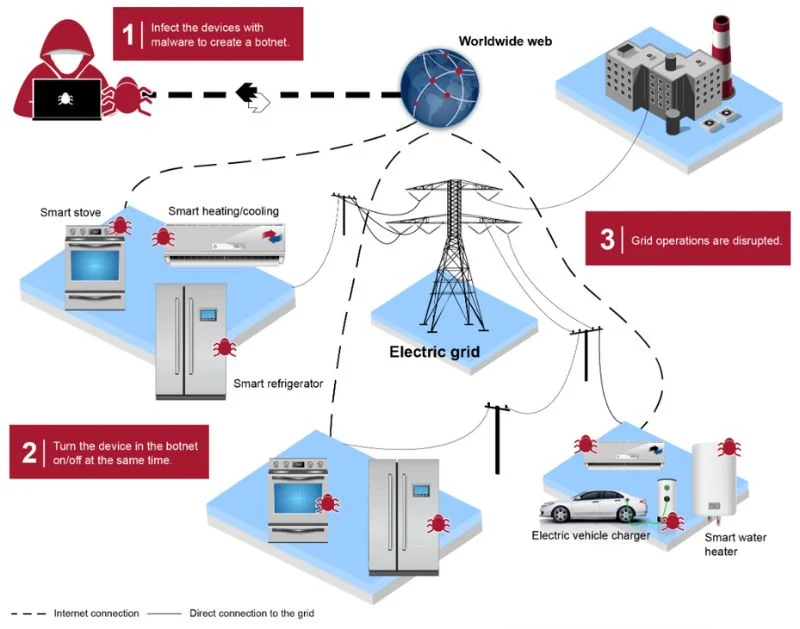 1
Infect the devices with
malware to create a botnet.
Worldwide web
Smart stove
Smart heating/cooling
3
Grid operations are disrupted.
Electric grid
Smart refrigerator
2
Turn the device in the botnet
on/off at the same time.
Electric vehicle charger
Smart water
heater
Internet connection
Direct connection to the grid